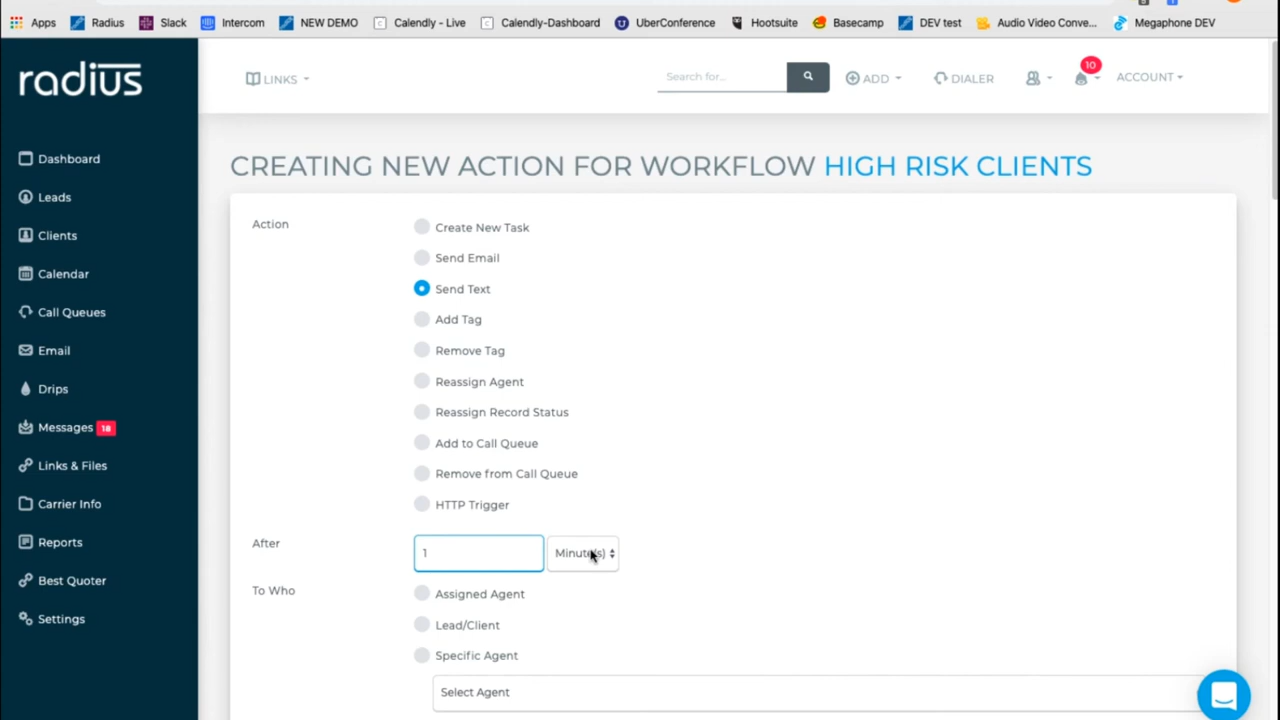 Apps Radius Slack Intercom NEW DEMO Calendly - Live Calendly-Dashboard UberConference Hootsuite Basecamp DEV test Audio Video Conve... Megaphone DEV
radius
LINKS
Search for...
ADD
DIALER
10
ACCOUNT
Dashboard
Leads
Clients
Calendar
Call Queues
Email
Drips
Messages 18
Links & Files
Carrier Info
Reports
Best Quoter
Settings
CREATING NEW ACTION FOR WORKFLOW HIGH RISK CLIENTS
Action
Create New Task
Send Email
Send Text
Add Tag
Remove Tag
Reassign Agent
Reassign Record Status
Add to Call Queue
Remove from Call Queue
HTTP Trigger
After
1 Minute(s)
To Who
Assigned Agent
Lead/Client
Specific Agent
Select Agent